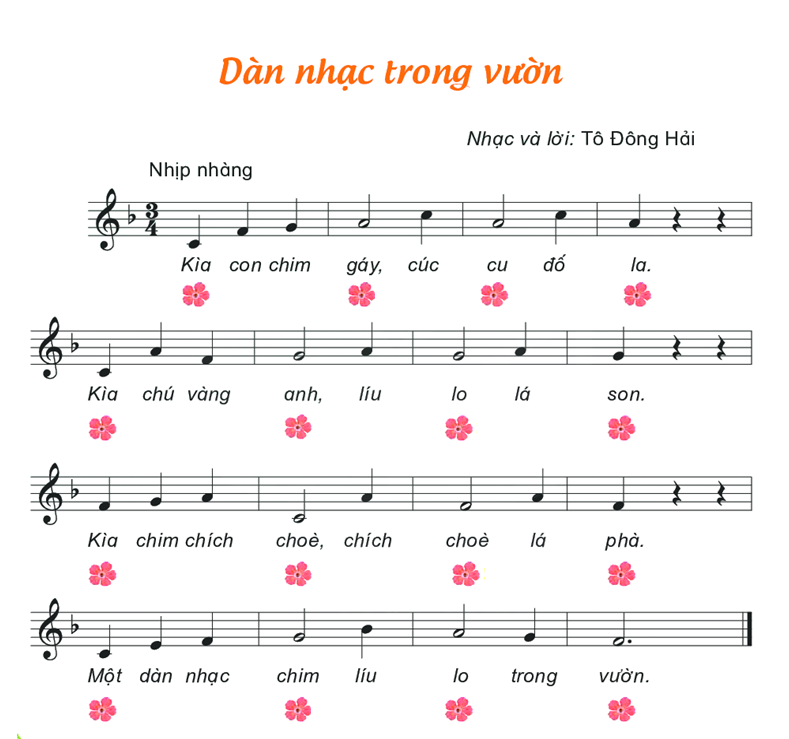 Dàn nhạc trong vườn
Nhạc và lời: Tô Đông Hải
Nhịp nhàng
3
4
Kìa con chim gáy, cúc cu đố la.
Kìa chú vàng anh, líu lo lá son.
Kìa chim chích choè, chích choè lá phà.
Một dàn nhạc chim líu lo trong vườn.